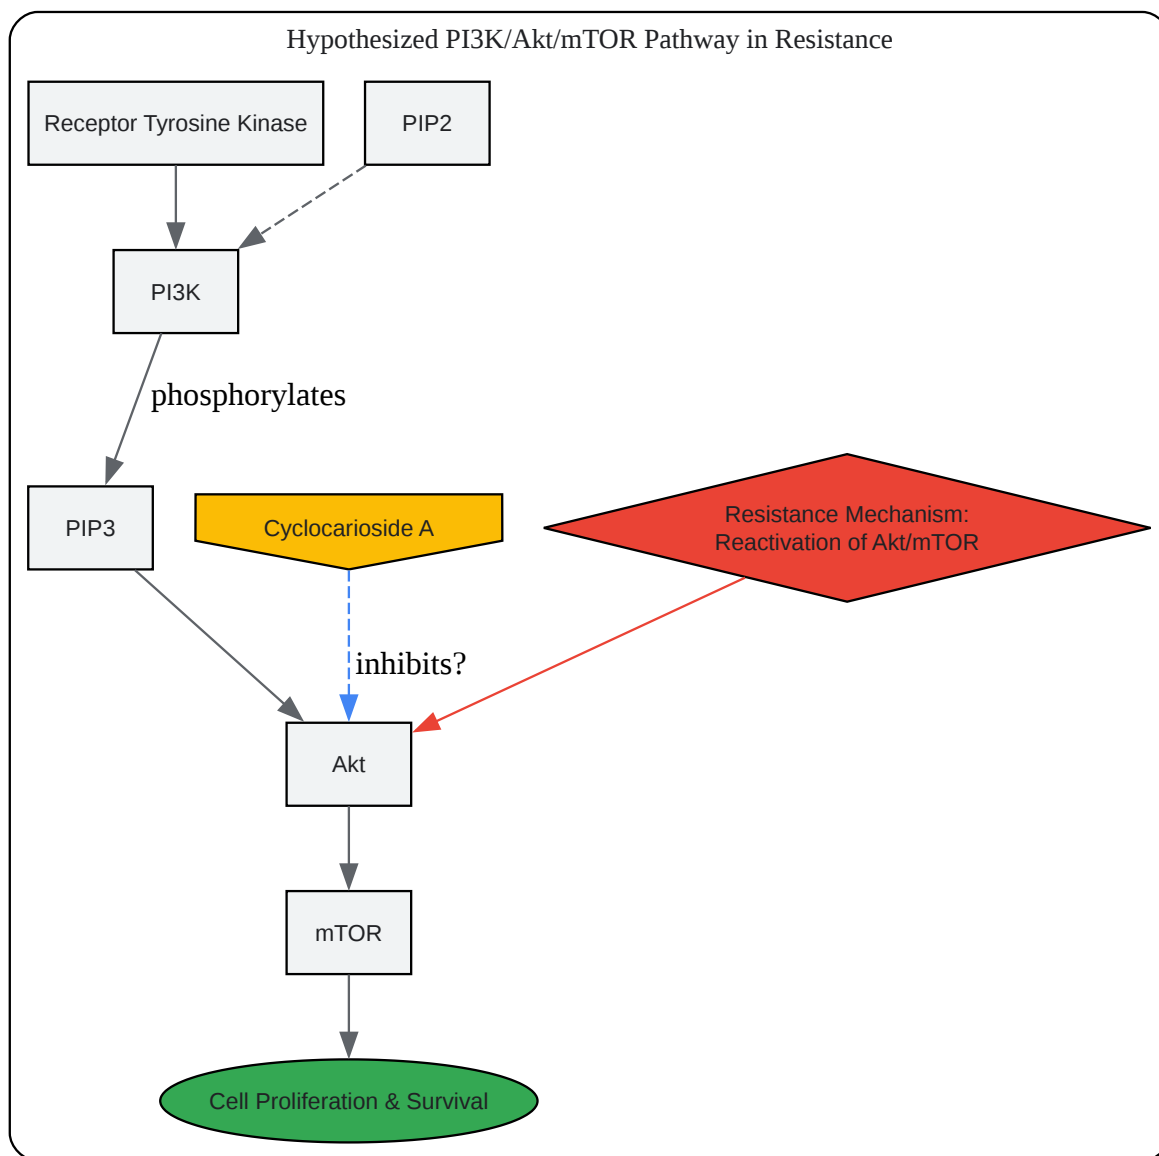 Hypothesized PI3K/Akt/mTOR Pathway in Resistance
Receptor Tyrosine Kinase
PIP2
PI3K
phosphorylates
PIP3
Cyclocarioside A
Resistance Mechanism:
Reactivation of Akt/mTOR
inhibits?
Akt
mTOR
Cell Proliferation & Survival